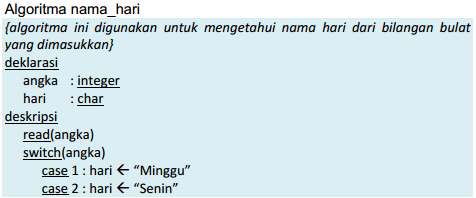 Algoritma nama_hari
{algoritma ini digunakan untuk mengetahui nama hari dari bilangan bulat
yang dimasukkan}
deklarasi
angka : integer
hari : char
deskripsi
read(angka)
switch(angka)
case 1 : hari ← “Minggu”
case 2 : hari ← “Senin”